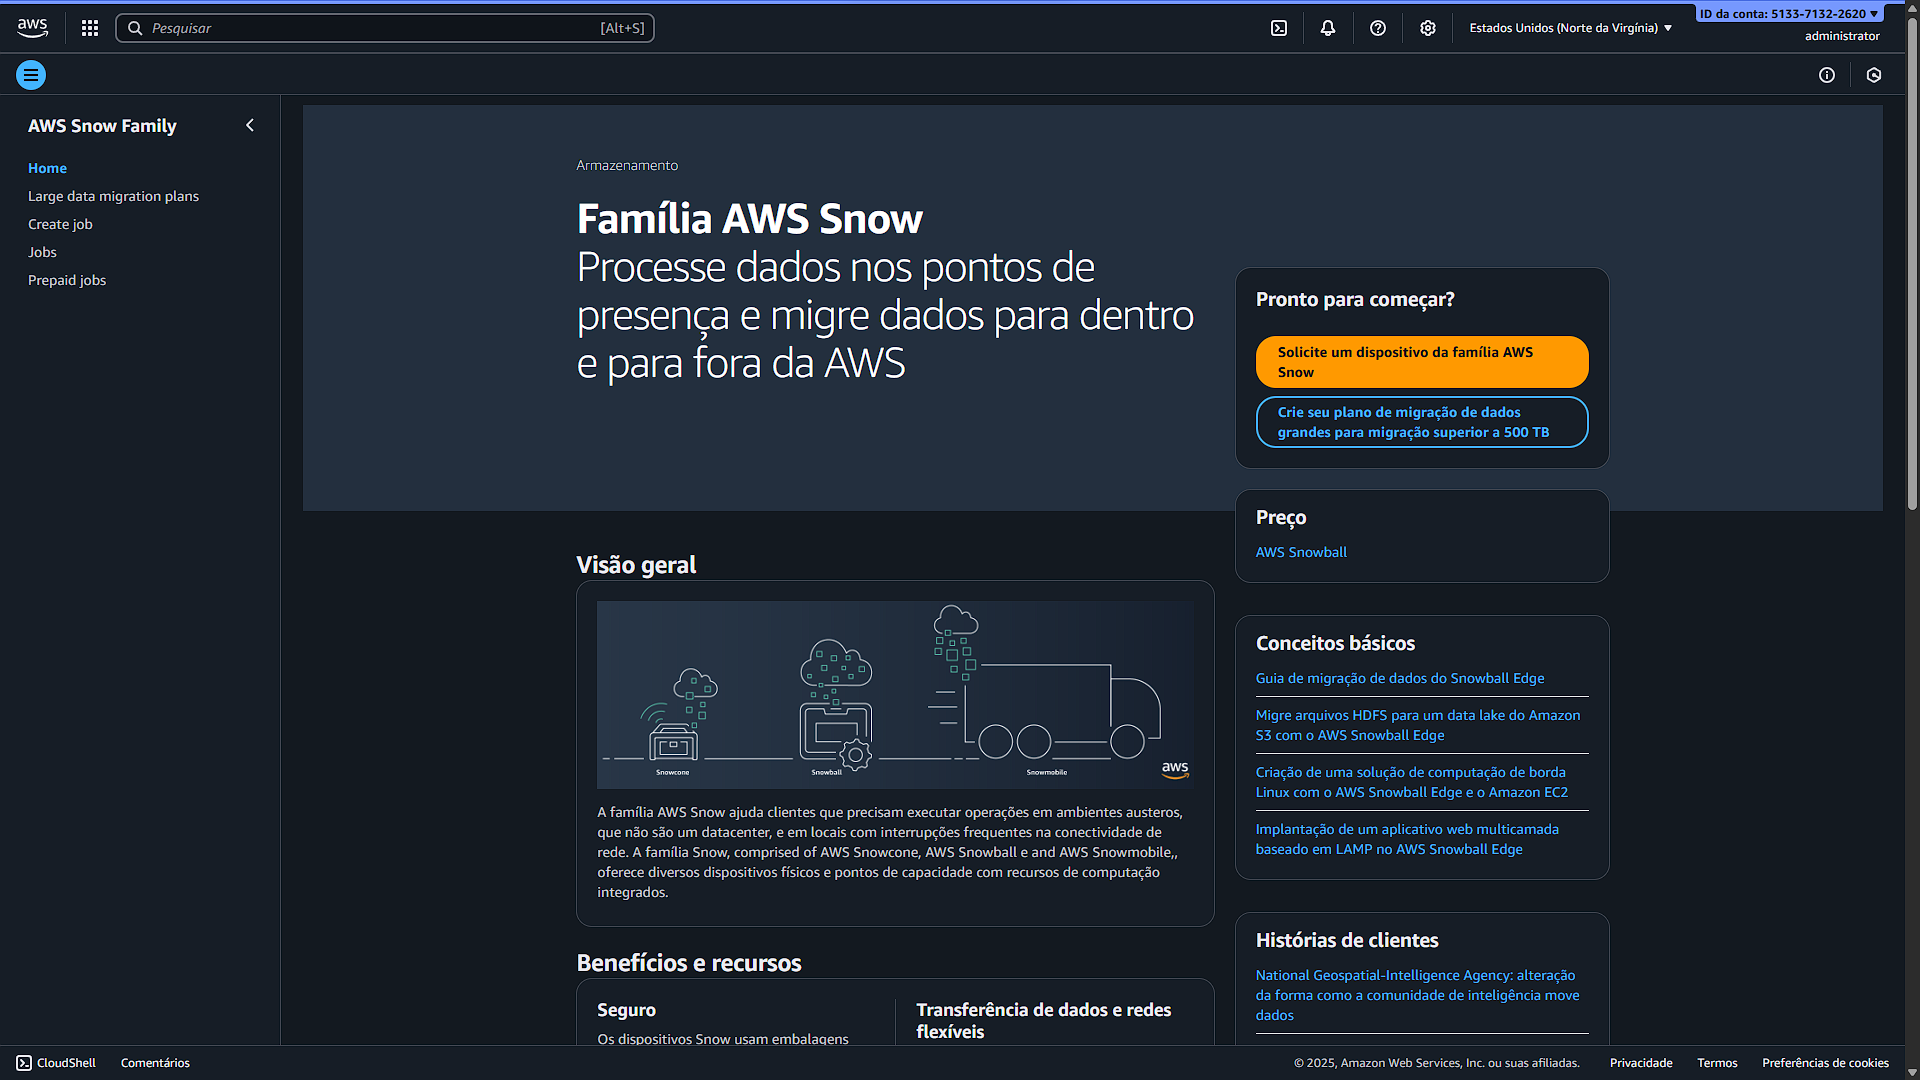 aws
Pesquisar
[Alt+S]
Estados Unidos (Norte da Virgínia)
ID da conta: 5133-7132-2620
administrator
AWS Snow Family
Home
Large data migration plans
Create job
Jobs
Prepaid jobs
Armazenamento
Família AWS Snow
Processe dados nos pontos de
presença e migre dados para dentro
e para fora da AWS
Pronto para começar?
Solicite um dispositivo da família AWS
Snow
Crie seu plano de migração de dados
grandes para migração superior a 500 TB
Preço
AWS Snowball
Visão geral
Snowcone
Snowball
Snowmobile
aws
A família AWS Snow ajuda clientes que precisam executar operações em ambientes austeros,
que não são um datacenter, e em locais com interrupções frequentes na conectividade de
rede. A família Snow, comprised of AWS Snowcone, AWS Snowball e and AWS Snowmobile,,
oferece diversos dispositivos físicos e pontos de capacidade com recursos de computação
integrados.
Conceitos básicos
Guia de migração de dados do Snowball Edge
Migre arquivos HDFS para um data lake do Amazon
S3 com o AWS Snowball Edge
Criação de uma solução de computação de borda
Linux com o AWS Snowball Edge e o Amazon EC2
Implantação de um aplicativo web multicamada
baseado em LAMP no AWS Snowball Edge
Benefícios e recursos
Seguro
Os dispositivos Snow usam embalagens
Transferência de dados e redes
flexíveis
Histórias de clientes
National Geospatial-Intelligence Agency: alteração
da forma como a comunidade de inteligência move
dados
CloudShell
Comentários
© 2025, Amazon Web Services, Inc. ou suas afiliadas.
Privacidade
Termos
Preferências de cookies